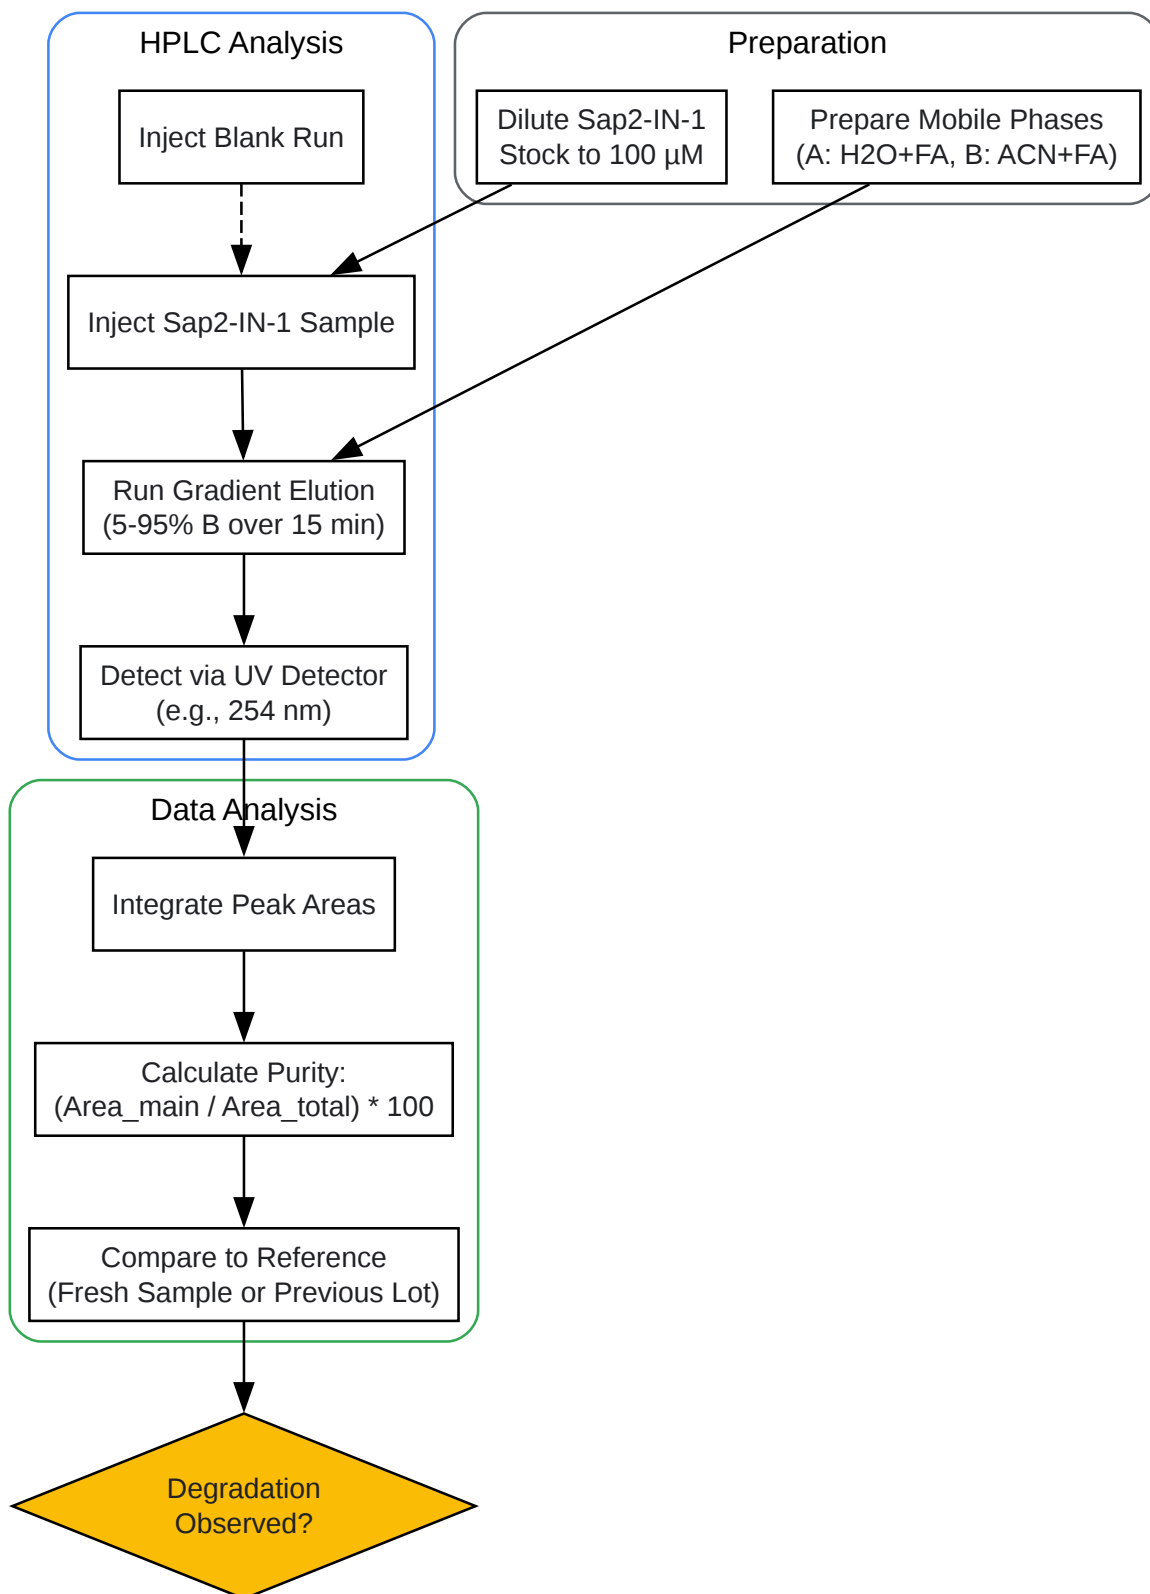 HPLC Analysis
Preparation
Inject Blank Run
Dilute Sap2-IN-1
Stock to 100 µM
Prepare Mobile Phases
(A: H2O+FA, B: ACN+FA)
Inject Sap2-IN-1 Sample
Run Gradient Elution
(5-95% B over 15 min)
Detect via UV Detector
(e.g., 254 nm)
Data Analysis
Integrate Peak Areas
Calculate Purity:
(Area_main / Area_total) * 100
Compare to Reference
(Fresh Sample or Previous Lot)
Degradation
Observed?